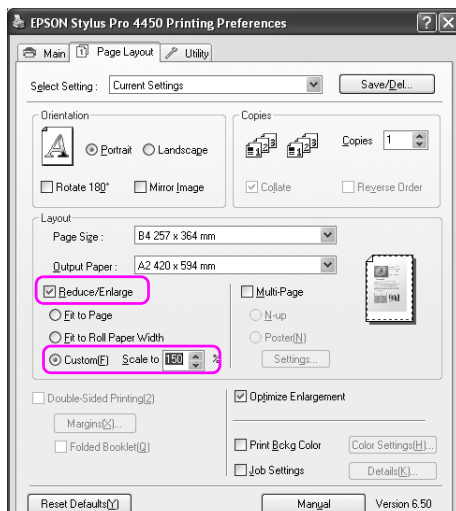 EPSON Stylus Pro 4450 Printing Preferences
Main Page Layout Utility
Select Setting : Current Settings Save/Del...
Orientation Copies
Portrait Landscape Copies 1
Rotate 180° Mirror Image Collate Reverse Order
Layout
Page Size : B4 257 x 364 mm
Output Paper : A2 420 x 594 mm
Reduce/Enlarge Multi-Page
Fit to Page N-up
Fit to Roll Paper Width Poster(N)
Custom(F) Scale to 150 % Settings...
Double-Sided Printing(2) Optimize Enlargement
Margins(X)...
Folded Booklet(Q) Print Bckg Color Color Settings(H)...
Job Settings Details(K)...
Reset Defaults(Y) Manual Version 6.50